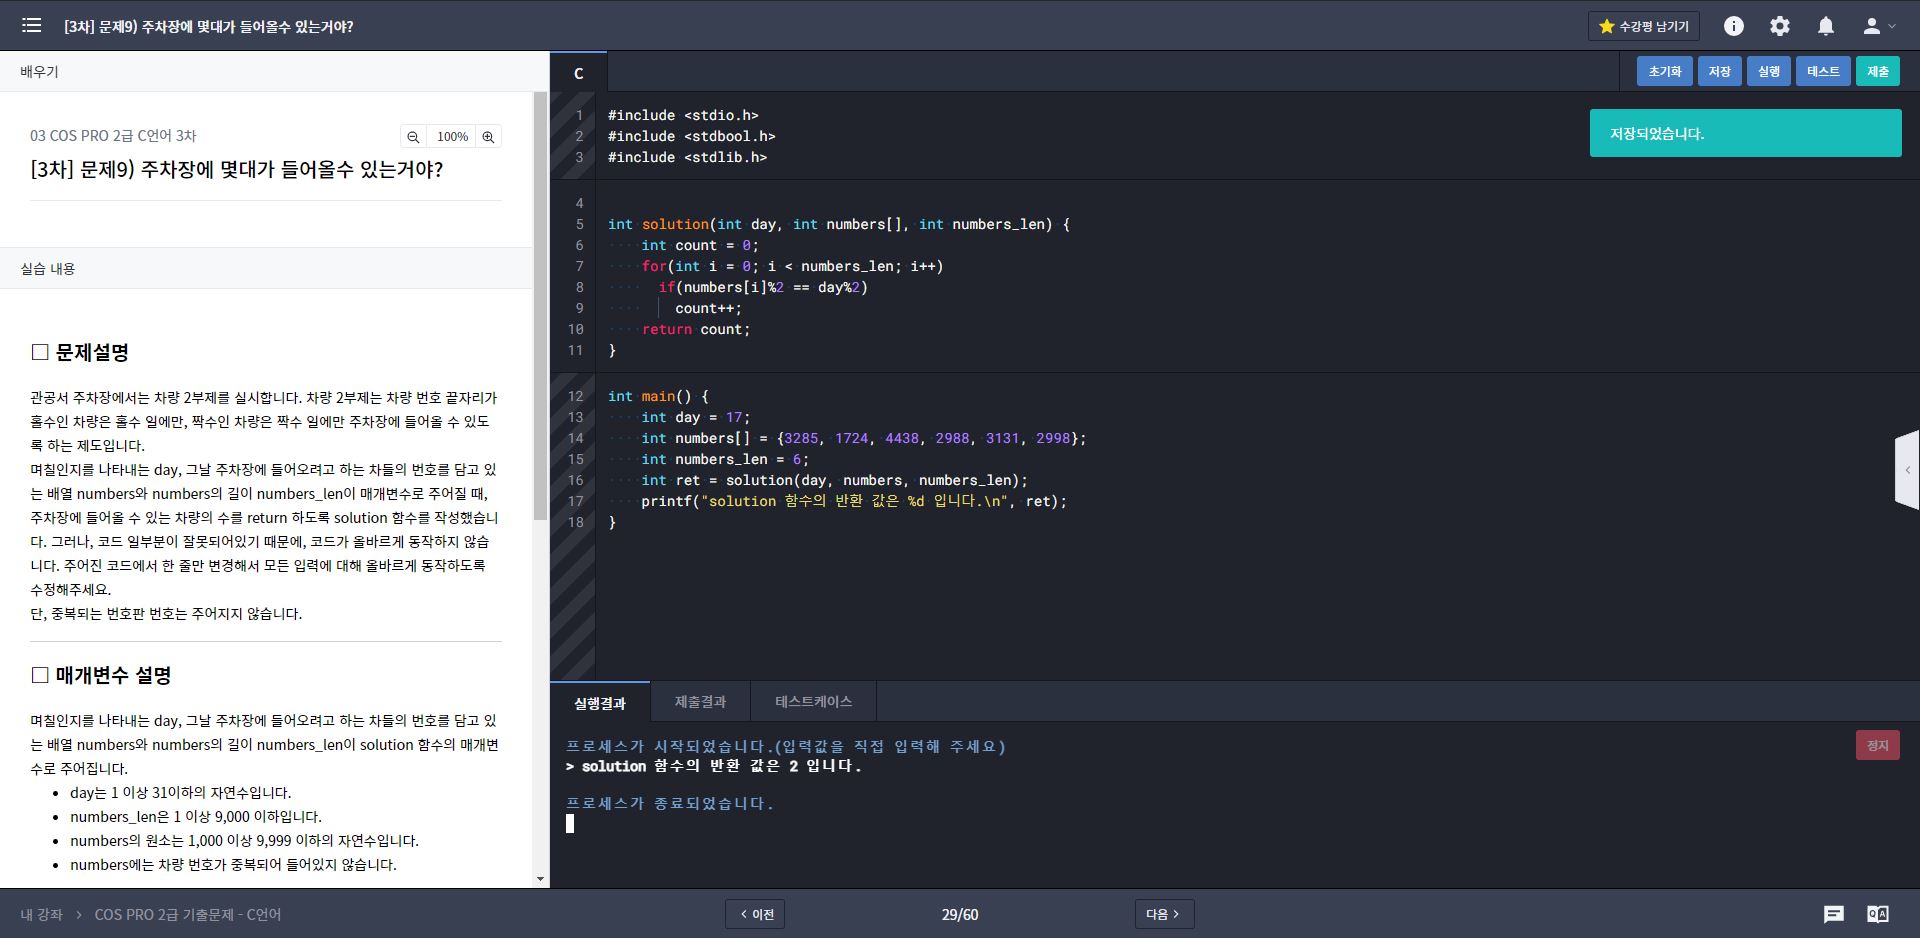 [3차] 문제9) 주차장에 몇대가 들어올수 있는거야?
수강평 남기기
배우기
03 COS PRO 2급 C언어 3차
100%
[3차] 문제9) 주차장에 몇대가 들어올수 있는거야?
실습 내용
□ 문제설명
관공서 주차장에서는 차량 2부제를 실시합니다. 차량 2부제는 차량 번호 끝자리가
홀수인 차량은 홀수 일에만, 짝수인 차량은 짝수 일에만 주차장에 들어올 수 있도
록 하는 제도입니다.
며칠인지를 나타내는 day, 그날 주차장에 들어오려고 하는 차들의 번호를 담고 있
는 배열 numbers와 numbers의 길이 numbers_len이 매개변수로 주어질 때,
주차장에 들어올 수 있는 차량의 수를 return 하도록 solution 함수를 작성했습니
다. 그러나, 코드 일부분이 잘못되어있기 때문에, 코드가 올바르게 동작하지 않습
니다. 주어진 코드에서 한 줄만 변경해서 모든 입력에 대해 올바르게 동작하도록
수정해주세요.
단, 중복되는 번호판 번호는 주어지지 않습니다.
□ 매개변수 설명
며칠인지를 나타내는 day, 그날 주차장에 들어오려고 하는 차들의 번호를 담고 있
는 배열 numbers와 numbers의 길이 numbers_len이 solution 함수의 매개변
수로 주어집니다.
• day는 1 이상 31이하의 자연수입니다.
• numbers_len은 1 이상 9,000 이하입니다.
• numbers의 원소는 1,000 이상 9,999 이하의 자연수입니다.
• numbers에는 차량 번호가 중복되어 들어있지 않습니다.
C
초기화 저장 실행 테스트 제출
저장되었습니다.
1 #include <stdio.h>
2 #include <stdbool.h>
3 #include <stdlib.h>
4
5 int solution(int day, int numbers[], int numbers_len) {
6     int count = 0;
7     for(int i = 0; i < numbers_len; i++)
8       if(numbers[i]%2 == day%2)
9         count++;
10     return count;
11 }
12 int main() {
13     int day = 17;
14     int numbers[] = {3285, 1724, 4438, 2988, 3131, 2998};
15     int numbers_len = 6;
16     int ret = solution(day, numbers, numbers_len);
17     printf("solution 함수의 반환 값은 %d 입니다.\n", ret);
18 }
실행결과 제출결과 테스트케이스
프로세스가 시작되었습니다.(입력값을 직접 입력해 주세요)
정지
> solution 함수의 반환 값은 2 입니다.
프로세스가 종료되었습니다.
내 강좌 > COS PRO 2급 기출문제 - C언어
< 이전
29/60
다음 >
Q A